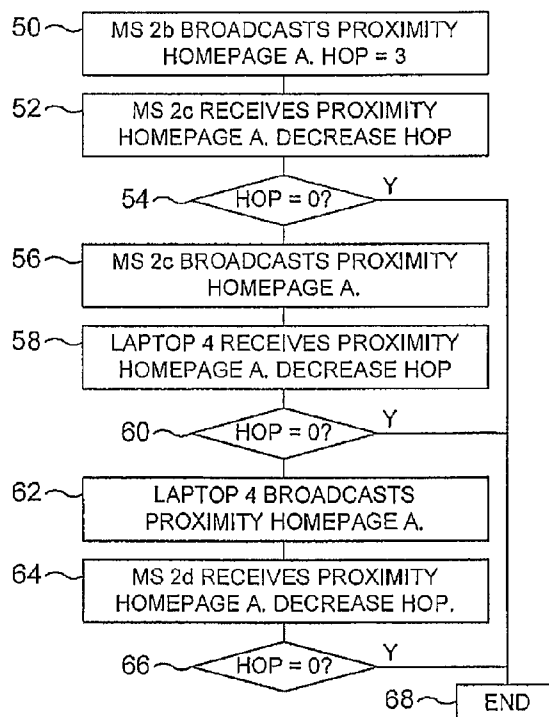 50 MS 2b BROADCASTS PROXIMITY
HOMEPAGE A. HOP = 3
52 MS 2c RECEIVES PROXIMITY
HOMEPAGE A. DECREASE HOP
54 HOP = 0? Y
56 MS 2c BROADCASTS PROXIMITY
HOMEPAGE A.
58 LAPTOP 4 RECEIVES PROXIMITY
HOMEPAGE A. DECREASE HOP
60 HOP = 0? Y
62 LAPTOP 4 BROADCASTS
PROXIMITY HOMEPAGE A.
64 MS 2d RECEIVES PROXIMITY
HOMEPAGE A. DECREASE HOP.
66 HOP = 0? Y
68 END